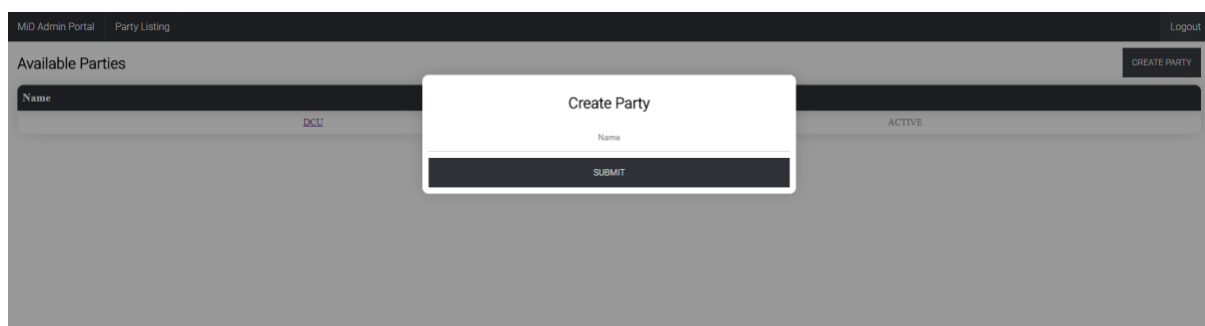 MiD Admin Portal Party Listing Logout
Available Parties CREATE PARTY
Name
DCU ACTIVE
Create Party
Name
SUBMIT